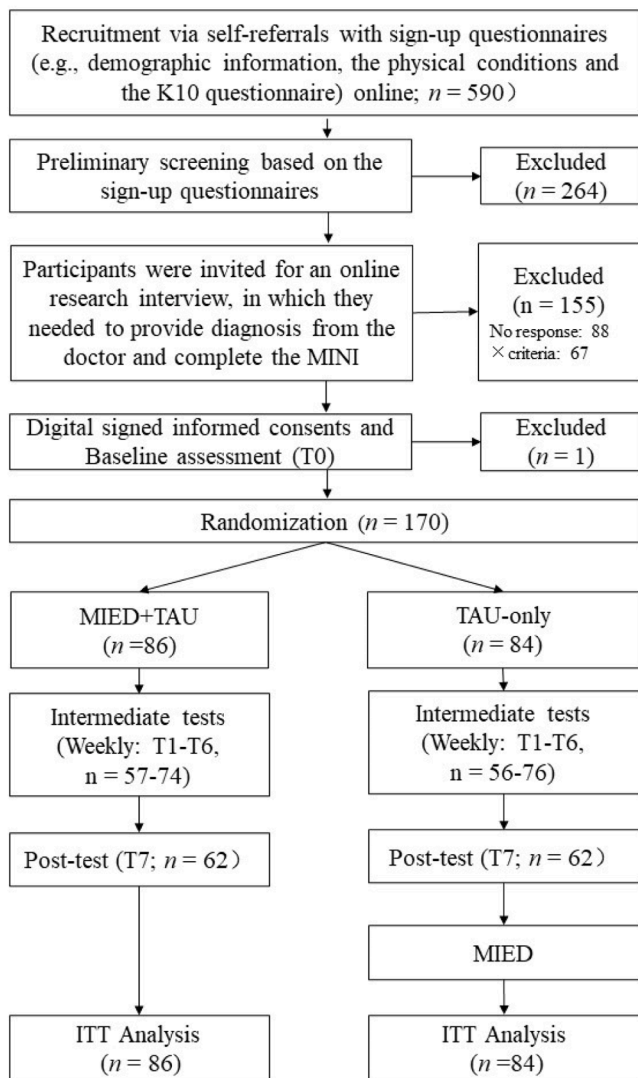 Recruitment via self-referrals with sign-up questionnaires
(e.g., demographic information, the physical conditions and
the K10 questionnaire) online; n = 590）
Preliminary screening based on the
sign-up questionnaires
Excluded
(n = 264)
Participants were invited for an online
research interview, in which they
needed to provide diagnosis from the
doctor and complete the MINI
Excluded
(n = 155)
No response: 88
× criteria: 67
Digital signed informed consents and
Baseline assessment (T0)
Excluded
(n = 1)
Randomization (n = 170)
MIED+TAU
(n =86)
TAU-only
(n = 84)
Intermediate tests
(Weekly: T1-T6,
n = 57-74)
Intermediate tests
(Weekly: T1-T6,
n = 56-76)
Post-test (T7; n = 62）
Post-test (T7; n = 62）
MIED
ITT Analysis
(n = 86)
ITT Analysis
(n =84)